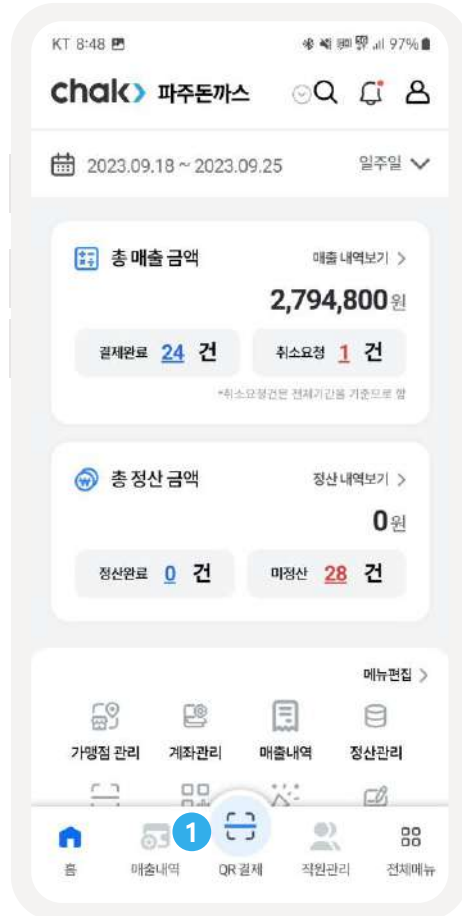 KT 8:48 97%
chak 파주돈까스
2023.09.18 ~ 2023.09.25 일주일
총 매출 금액 매출 내역보기 >
2,794,800원
결제완료 24 건 취소요청 1 건
*취소요청건은 전체기간을 기준으로 함
총 정산 금액 정산 내역보기 >
0원
정산완료 0 건 미정산 28 건
메뉴편집 >
가맹점 관리 계좌관리 매출내역 정산관리
1
홈 매출내역 QR 결제 직원관리 전체메뉴